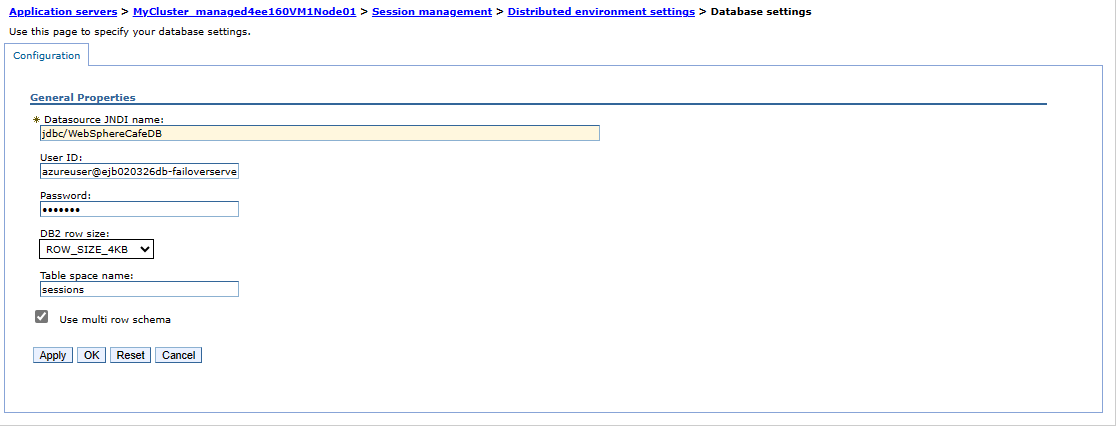 Application servers > MyCluster_managed4ee160VM1Node01 > Session management > Distributed environment settings > Database settings
Use this page to specify your database settings.
Configuration
General Properties
* Datasource JNDI name:
jdbc/WebSphereCafeDB
User ID:
azureuser@ejb020326db-failoverserve
Password:
•••••••
DB2 row size:
ROW_SIZE_4KB
Table space name:
sessions
Use multi row schema
Apply OK Reset Cancel